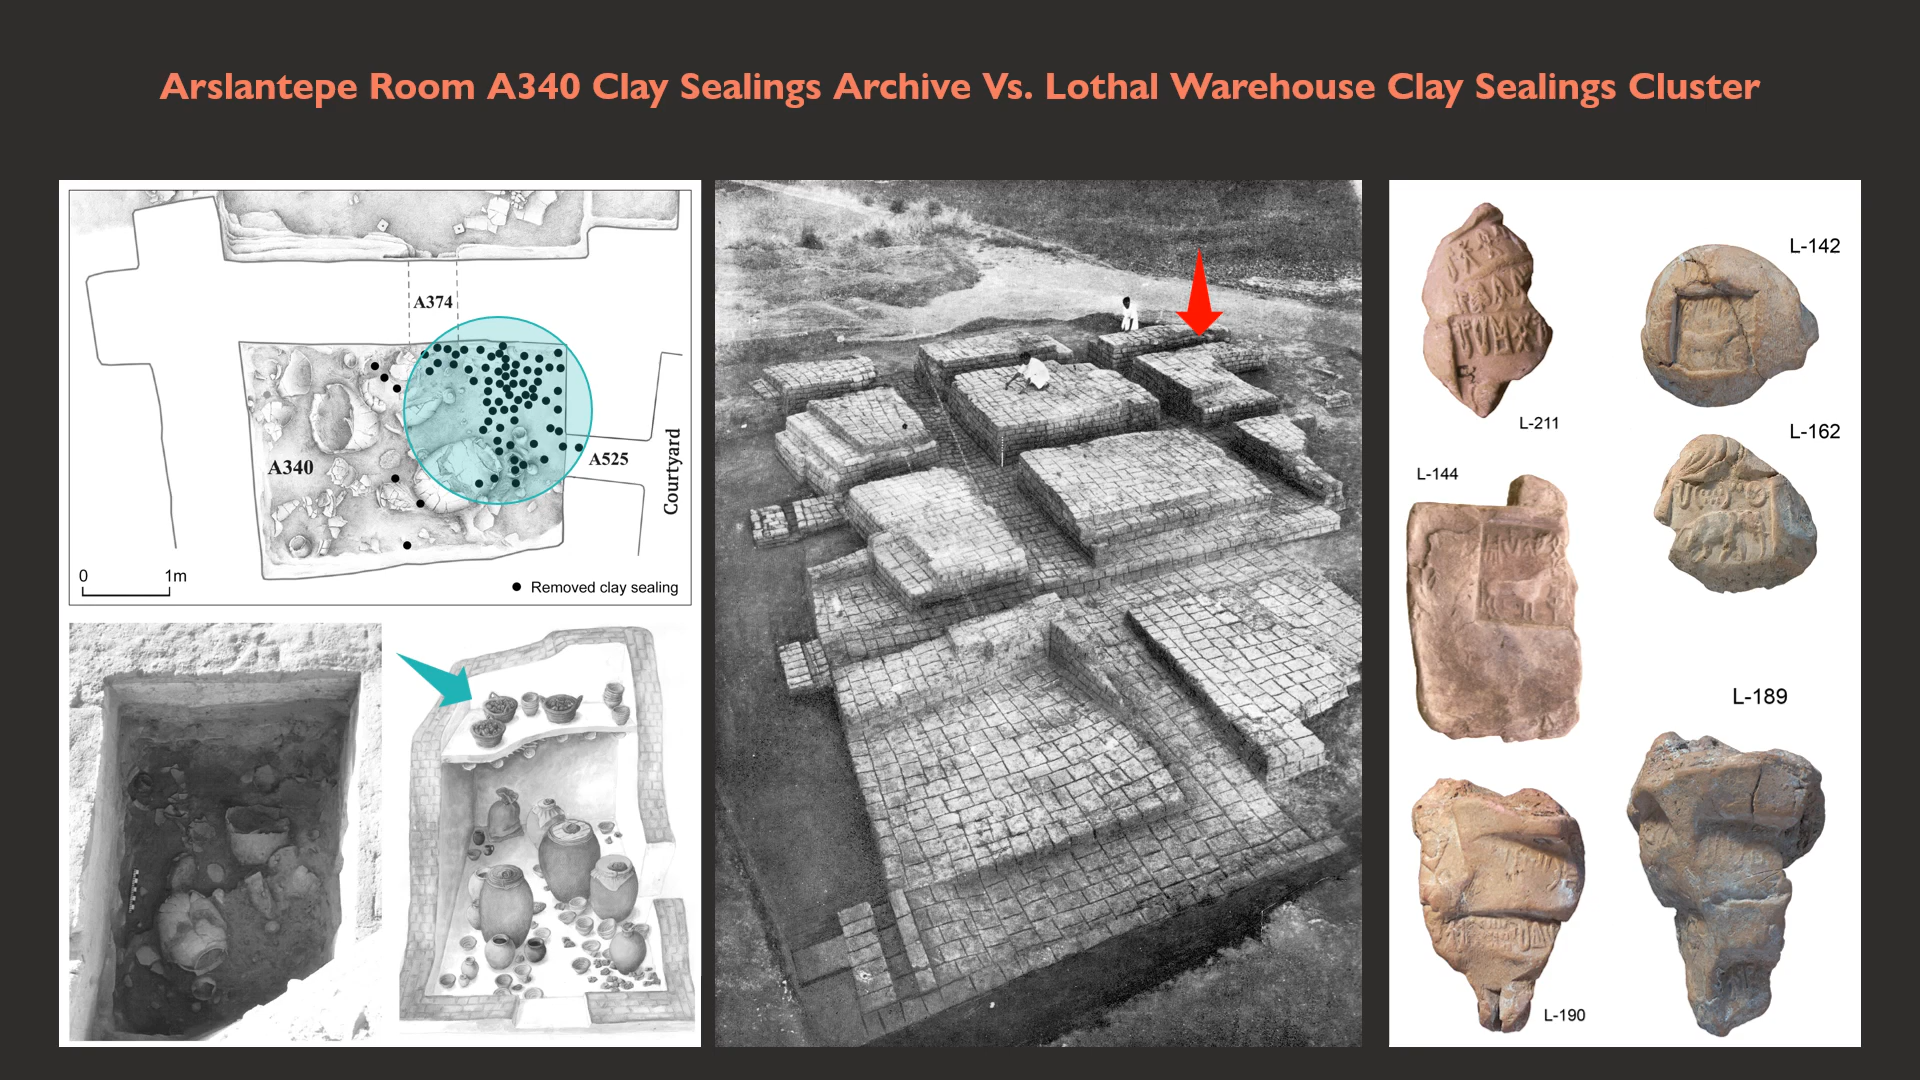 Arslantepe Room A340 Clay Sealings Archive Vs. Lothal Warehouse Clay Sealings Cluster
A374
A340
A525
Courtyard
0 1m
Removed clay sealing
L-211
L-142
L-162
L-144
L-189
L-190